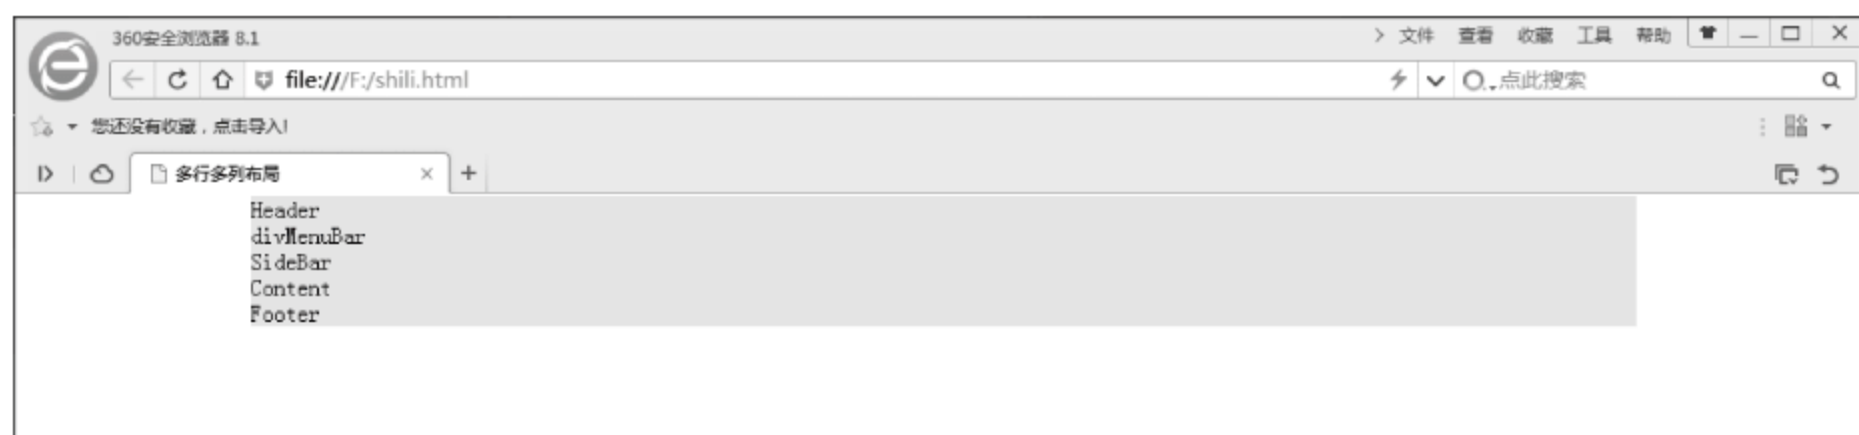 360安全浏览器 8.1
文件 查看 收藏 工具 帮助
file:///F:/shili.html
点此搜索
您还没有收藏，点击导入!
多行多列布局
Header
divMenuBar
SideBar
Content
Footer